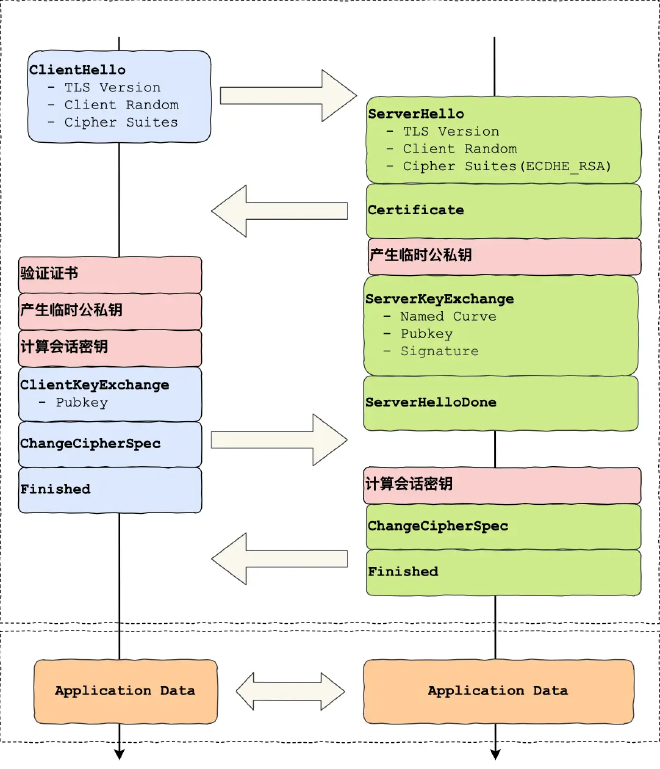 ClientHello
- TLS Version
- Client Random
- Cipher Suites
ServerHello
- TLS Version
- Client Random
- Cipher Suites(ECDHE_RSA)
Certificate
产生临时公私钥
ServerKeyExchange
- Named Curve
- Pubkey
- Signature
ServerHelloDone
验证证书
产生临时公私钥
计算会话密钥
ClientKeyExchange
- Pubkey
ChangeCipherSpec
Finished
计算会话密钥
ChangeCipherSpec
Finished
Application Data
Application Data